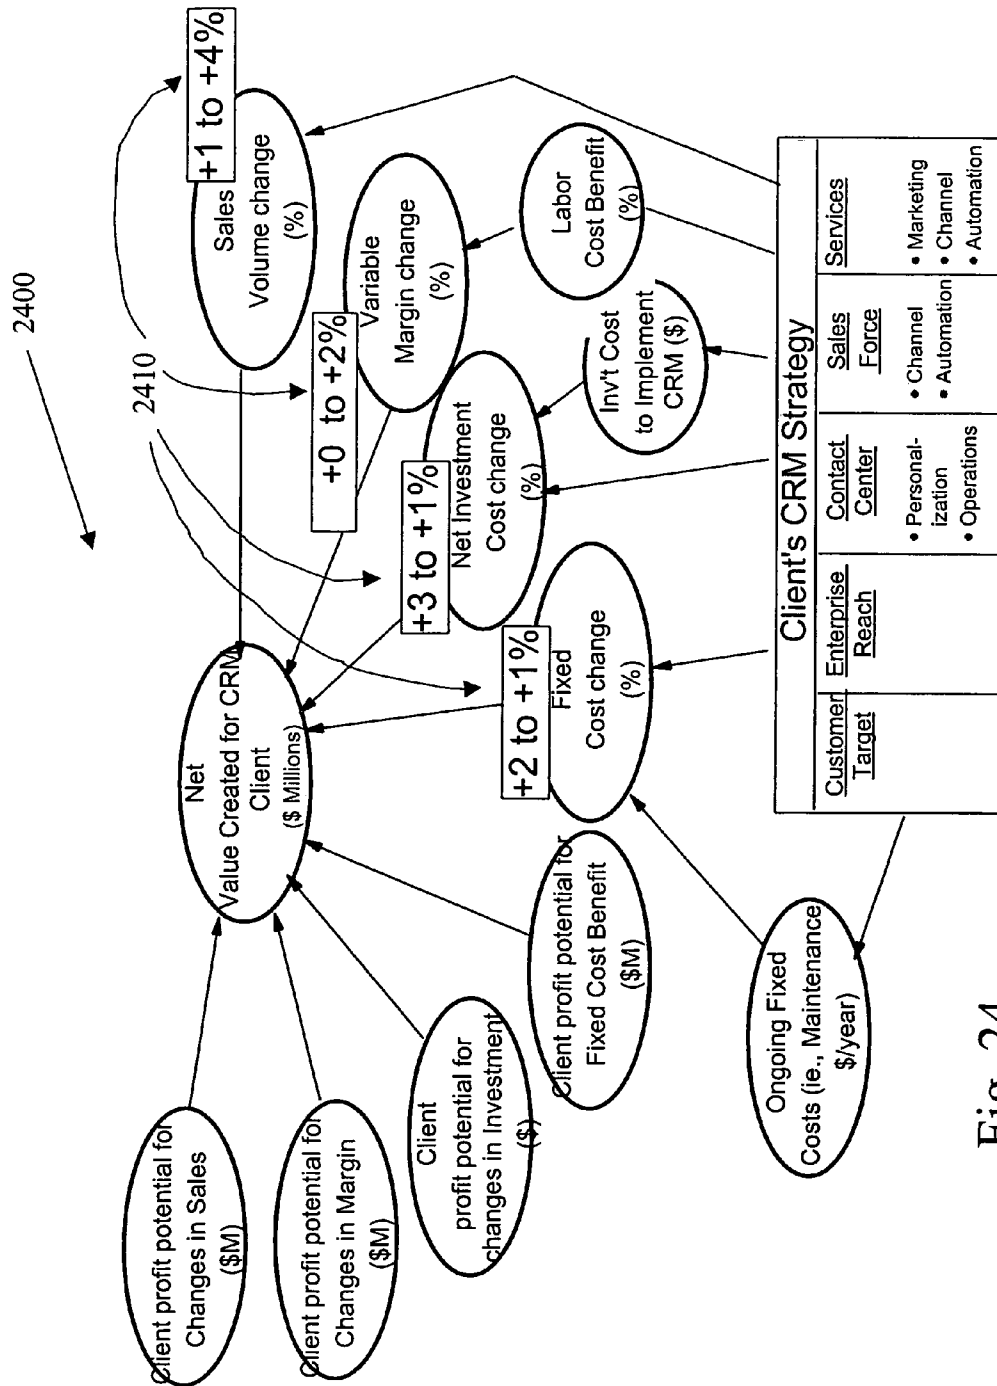 2400
2410
+1 to +4%
Sales
Volume change
(%)
+0 to +2%
Variable
Margin change
(%)
+3 to +1%
Net Investment
Cost change
(%)
+2 to +1%
Fixed
Cost change
(%)
Labor
Cost Benefit
(%)
Inv't Cost
to Implement
CRM ($)
Net
Value Created for CRM
Client
($ Millions)
Client profit potential for
Changes in Sales
($M)
Client profit potential for
Changes in Margin
($M)
Client
profit potential for
changes in Investment
($)
Client profit potential for
Fixed Cost Benefit
($M)
Ongoing Fixed
Costs (ie., Maintenance
$/year)
Client's CRM Strategy
Customer
Target
Enterprise
Reach
Contact
Center
• Personal-
ization
• Operations
Sales
Force
• Channel
• Automation
Services
• Marketing
• Channel
• Automation
Fig. 24